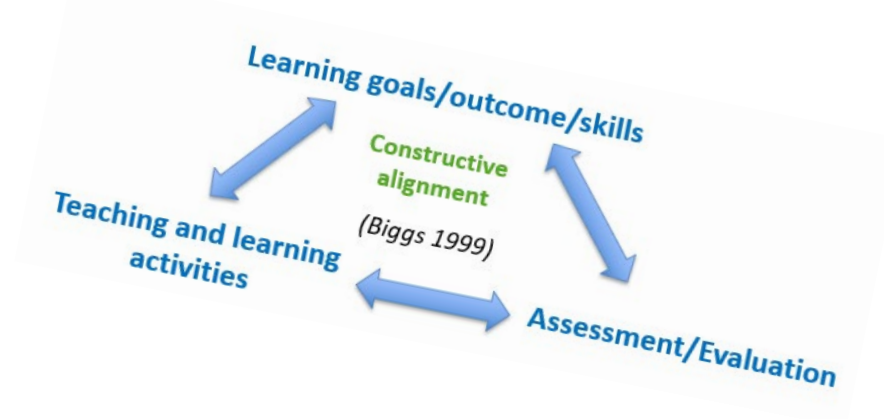 Learning goals/outcome/skills
Constructive
alignment
(Biggs 1999)
Teaching and learning
activities
Assessment/Evaluation